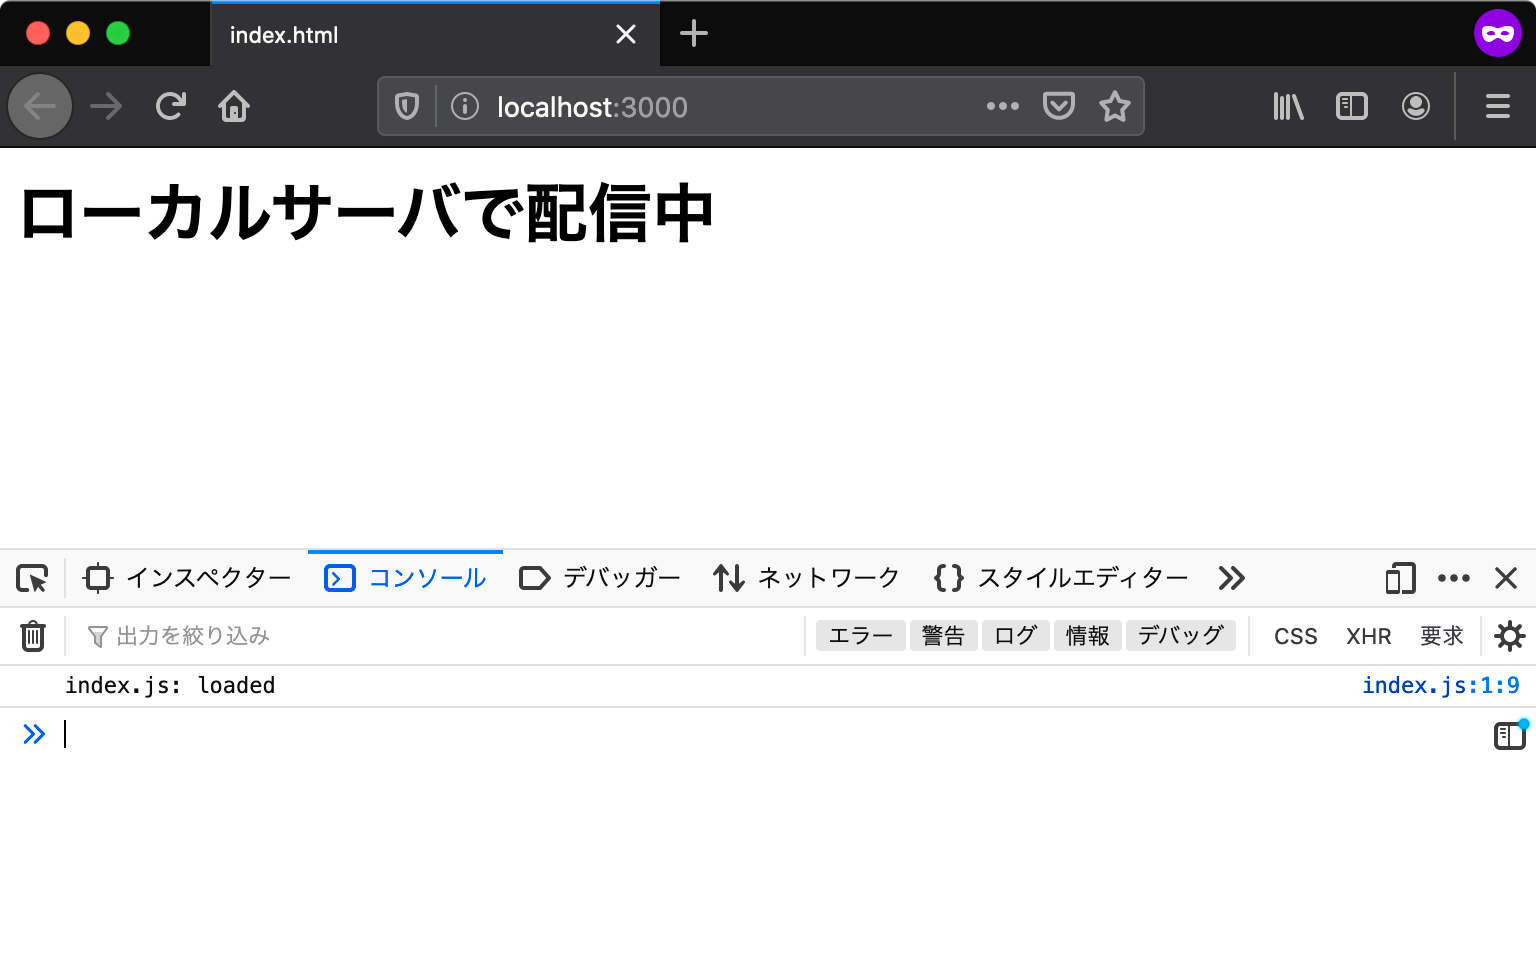 index.html
localhost:3000
ローカルサーバで配信中
インスペクター コンソール デバッガー ネットワーク スタイルエディター
出力を絞り込み エラー 警告 ログ 情報 デバッグ CSS XHR 要求
index.js: loaded index.js:1:9